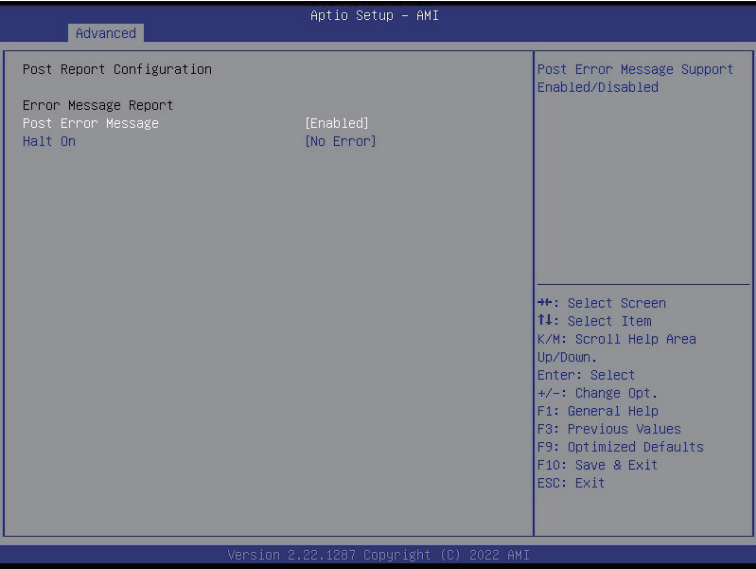 Aptio Setup – AMI
Advanced
Post Report Configuration
Error Message Report
Post Error Message [Enabled]
Halt On [No Error]
Post Error Message Support
Enabled/Disabled
→←: Select Screen
↑↓: Select Item
K/M: Scroll Help Area
Up/Down.
Enter: Select
+/-: Change Opt.
F1: General Help
F3: Previous Values
F9: Optimized Defaults
F10: Save & Exit
ESC: Exit
Version 2.22.1287 Copyright (C) 2022 AMI